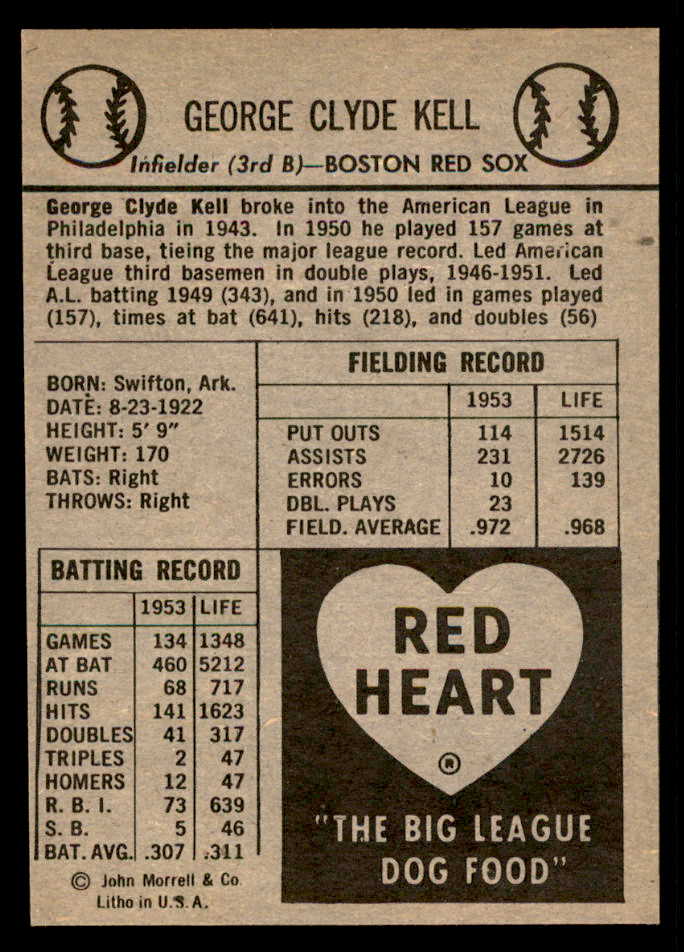 GEORGE CLYDE KELL
Infielder (3rd B)—BOSTON RED SOX
George Clyde Kell broke into the American League in
Philadelphia in 1943. In 1950 he played 157 games at
third base, tieing the major league record. Led American
League third basemen in double plays, 1946-1951. Led
A.L. batting 1949 (343), and in 1950 led in games played
(157), times at bat (641), hits (218), and doubles (56)
BORN: Swifton, Ark.
DATE: 8-23-1922
HEIGHT: 5' 9"
WEIGHT: 170
BATS: Right
THROWS: Right
FIELDING RECORD
1953 LIFE
PUT OUTS 114 1514
ASSISTS 231 2726
ERRORS 10 139
DBL. PLAYS 23
FIELD. AVERAGE .972 .968
BATTING RECORD
1953 LIFE
GAMES 134 1348
AT BAT 460 5212
RUNS 68 717
HITS 141 1623
DOUBLES 41 317
TRIPLES 2 47
HOMERS 12 47
R. B. I. 73 639
S. B. 5 46
BAT. AVG. .307 .311
© John Morrell & Co.
Litho in U.S.A.
RED
HEART
®
"THE BIG LEAGUE
DOG FOOD"